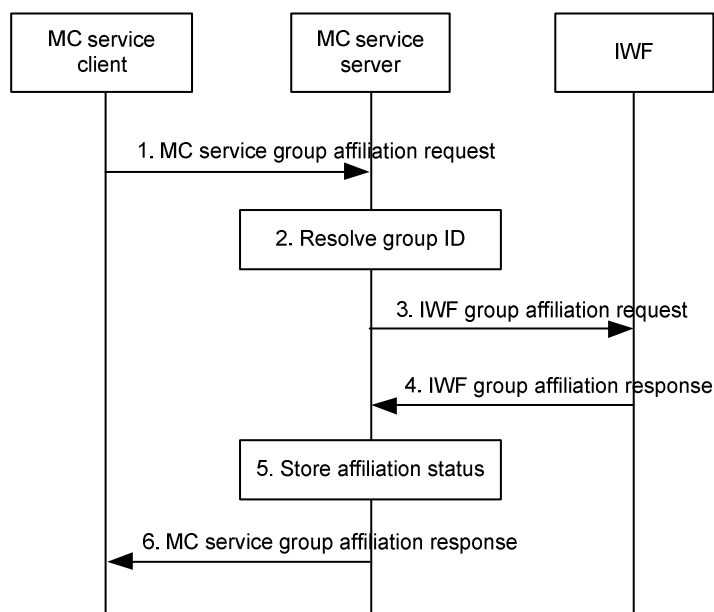 MC service
client
MC service
server
IWF
1. MC service group affiliation request
2. Resolve group ID
3. IWF group affiliation request
4. IWF group affiliation response
5. Store affiliation status
6. MC service group affiliation response